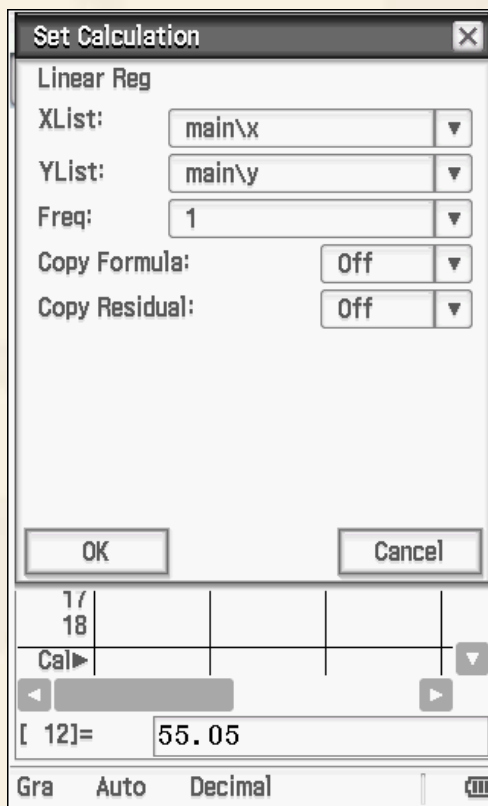 Set Calculation
Linear Reg
XList: main\x
YList: main\y
Freq: 1
Copy Formula: Off
Copy Residual: Off
OK Cancel
17
18
Cal►
[ 12]= 55.05
Gra Auto Decimal